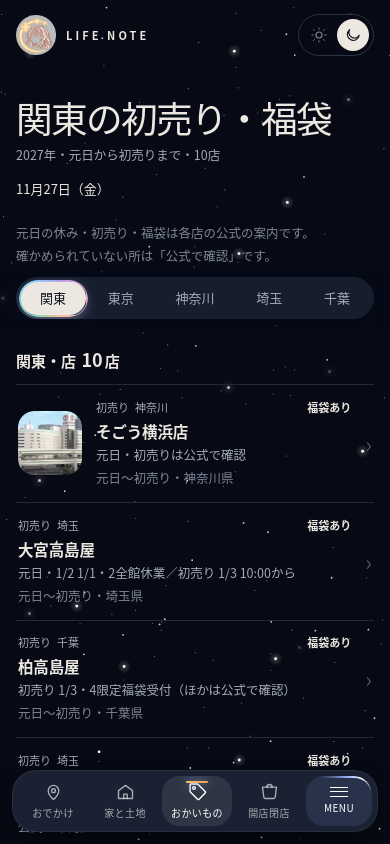 LIFE.NOTE
関東の初売り・福袋
2027年・元日から初売りまで・10店
11月27日（金）
元日の休み・初売り・福袋は各店の公式の案内です。
確かめられていない所は「公式で確認」です。
関東 東京 神奈川 埼玉 千葉
関東・店 10店
初売り 神奈川 福袋あり
そごう横浜店
元日・初売りは公式で確認
元日〜初売り・神奈川県
初売り 埼玉 福袋あり
大宮高島屋
元日・1/2 1/1・2全館休業／初売り 1/3 10:00から
元日〜初売り・埼玉県
初売り 千葉 福袋あり
柏高島屋
初売り 1/3・4限定福袋受付（ほかは公式で確認）
元日〜初売り・千葉県
初売り 埼玉 福袋あり
おでかけ 家と土地 おかいもの 開店閉店 MENU